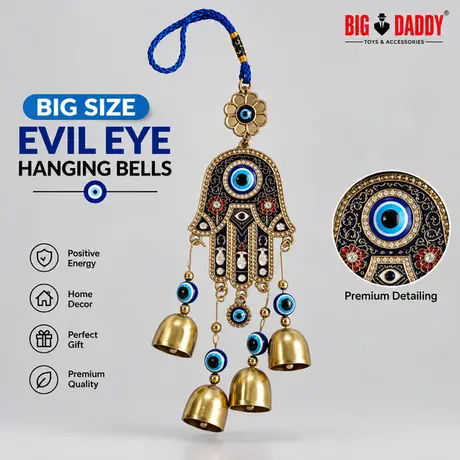 BIG DADDY®
TOYS & ACCESSORIES
BIG SIZE
EVIL EYE
HANGING BELLS
Positive
Energy
Home
Decor
Perfect
Gift
Premium
Quality
Premium Detailing